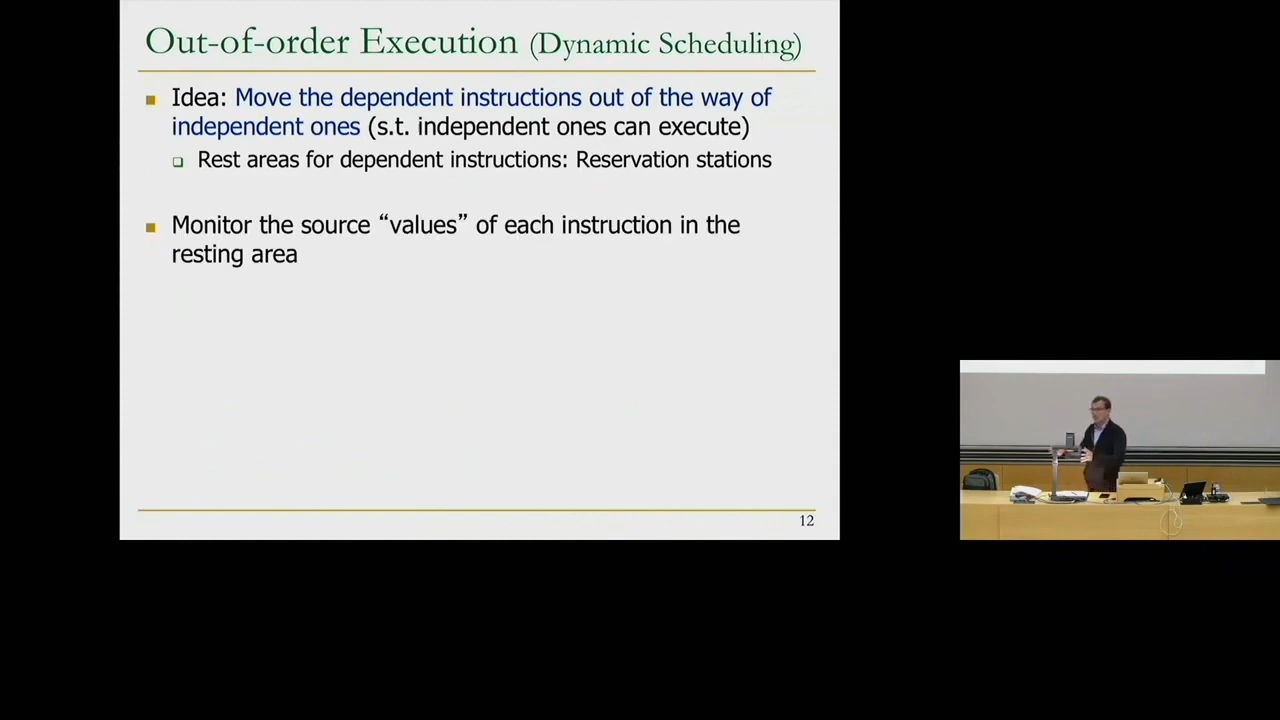 Out-of-order Execution (Dynamic Scheduling)
Idea: Move the dependent instructions out of the way of
independent ones (s.t. independent ones can execute)
Rest areas for dependent instructions: Reservation stations
Monitor the source “values” of each instruction in the
resting area
12